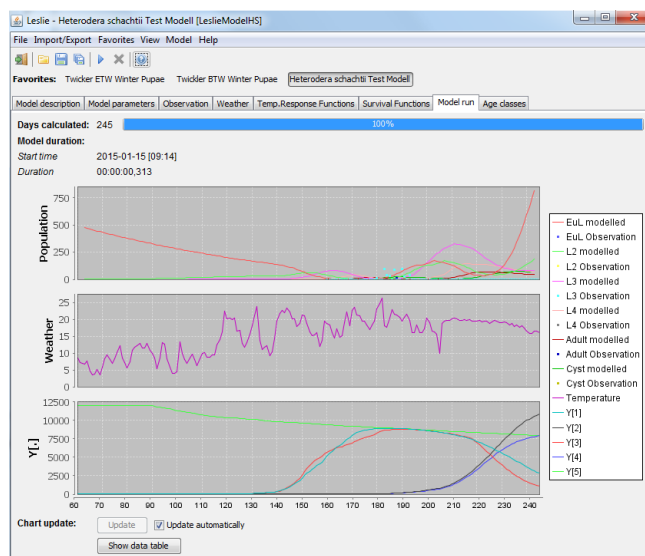 Leslie - Heterodera schachtii Test Modell [LeslieModelHS]
File Import/Export Favorites View Model Help
Favorites: Twicker ETW Winter Pupae Twickler BTW Winter Pupae Heterodera schachtii Test Modell
Model description Model parameters Observation Weather Temp.Response Functions Survival Functions Model run Age classes
Days calculated: 245 100%
Model duration:
Start time 2015-01-15 [09:14]
Duration 00:00:00,313
Population
750
500
250
0
Weather
25
20
15
10
5
0
Y[.]
12500
10000
7500
5000
2500
0
60 70 80 90 100 110 120 130 140 150 160 170 180 190 200 210 220 230 240
EuL modelled
EuL Observation
L2 modelled
L2 Observation
L3 modelled
L3 Observation
L4 modelled
L4 Observation
Adult modelled
Adult Observation
Cyst modelled
Cyst Observation
Temperature
Y[1]
Y[2]
Y[3]
Y[4]
Y[5]
Chart update: Update Update automatically
Show data table